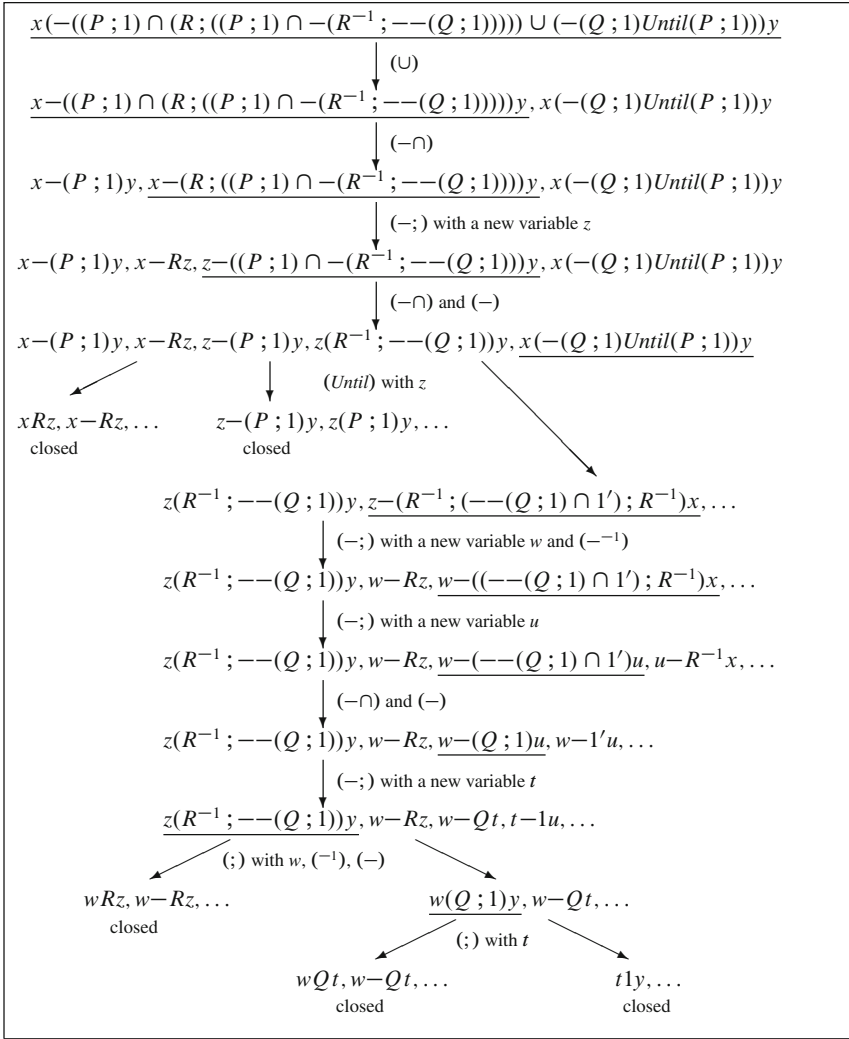 x(−((P ; 1) ∩ (R ; ((P ; 1) ∩ −(R⁻¹ ; −−(Q ; 1))))) ∪ (−(Q ; 1)Until(P ; 1)))y
(∪)
x−((P ; 1) ∩ (R ; ((P ; 1) ∩ −(R⁻¹ ; −−(Q ; 1)))))y, x(−(Q ; 1)Until(P ; 1))y
(−∩)
x−(P ; 1)y, x−(R ; ((P ; 1) ∩ −(R⁻¹ ; −−(Q ; 1))))y, x(−(Q ; 1)Until(P ; 1))y
(−;) with a new variable z
x−(P ; 1)y, x−Rz, z−((P ; 1) ∩ −(R⁻¹ ; −−(Q ; 1)))y, x(−(Q ; 1)Until(P ; 1))y
(−∩) and (−)
x−(P ; 1)y, x−Rz, z−(P ; 1)y, z(R⁻¹ ; −−(Q ; 1))y, x(−(Q ; 1)Until(P ; 1))y
(Until) with z
xRz, x−Rz, . . . z−(P ; 1)y, z(P ; 1)y, . . .
closed closed
z(R⁻¹ ; −−(Q ; 1))y, z−(R⁻¹ ; (−−(Q ; 1) ∩ 1′) ; R⁻¹)x, . . .
(−;) with a new variable w and (−⁻¹)
z(R⁻¹ ; −−(Q ; 1))y, w−Rz, w−((−−(Q ; 1) ∩ 1′) ; R⁻¹)x, . . .
(−;) with a new variable u
z(R⁻¹ ; −−(Q ; 1))y, w−Rz, w−(−−(Q ; 1) ∩ 1′)u, u−R⁻¹x, . . .
(−∩) and (−)
z(R⁻¹ ; −−(Q ; 1))y, w−Rz, w−(Q ; 1)u, w−1′u, . . .
(−;) with a new variable t
z(R⁻¹ ; −−(Q ; 1))y, w−Rz, w−Qt, t−1u, . . .
(;) with w, (⁻¹), (−)
wRz, w−Rz, . . . w(Q ; 1)y, w−Qt, . . .
closed
(;) with t
wQt, w−Qt, . . . t1y, . . .
closed closed